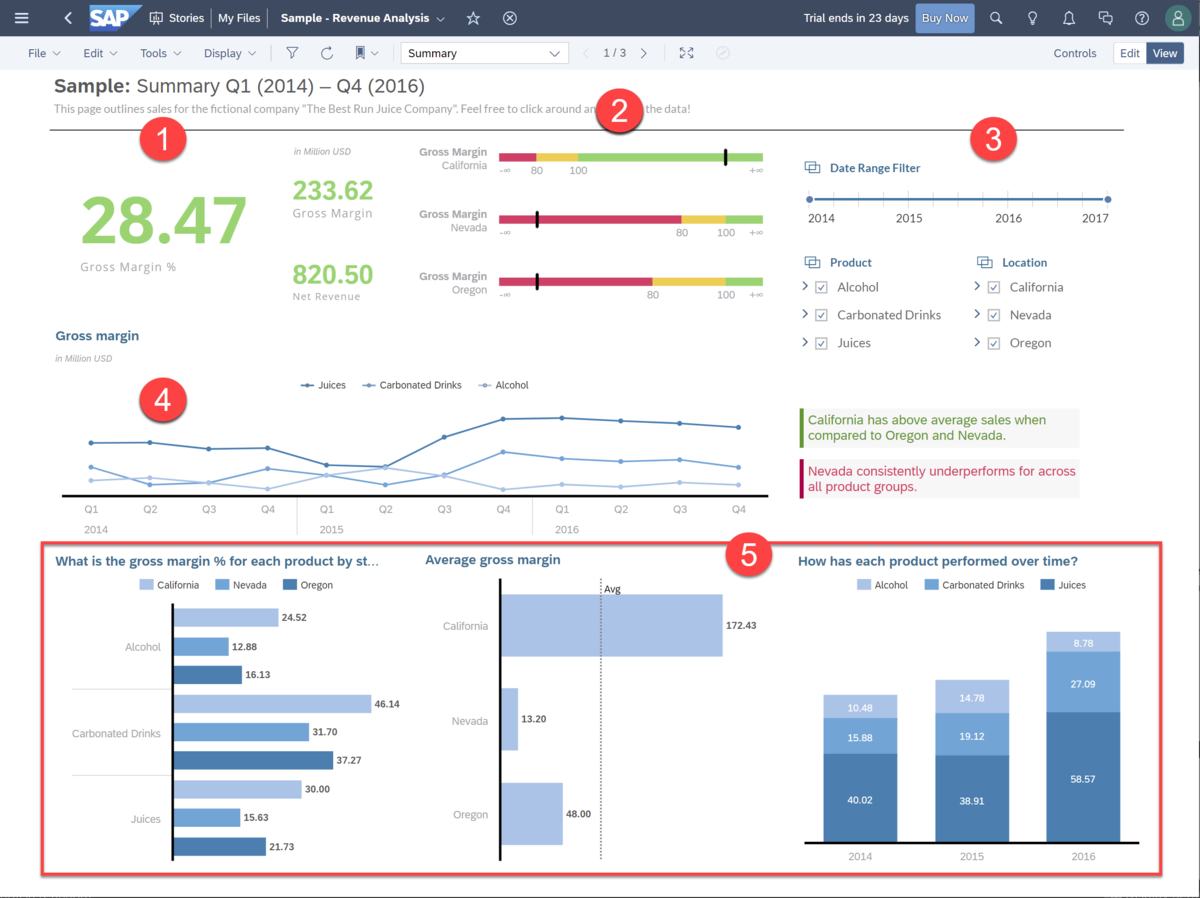 SAP Stories My Files Sample - Revenue Analysis Trial ends in 23 days Buy Now
File Edit Tools Display Summary 1 / 3 Controls Edit View
Sample: Summary Q1 (2014) – Q4 (2016)
This page outlines sales for the fictional company "The Best Run Juice Company". Feel free to click around the data!
1
2
3
28.47
Gross Margin %
in Million USD
233.62
Gross Margin
820.50
Net Revenue
Gross Margin
California
-∞ 80 100 +∞
Gross Margin
Nevada
-∞ 80 100 +∞
Gross Margin
Oregon
-∞ 80 100 +∞
Date Range Filter
2014 2015 2016 2017
Product
Alcohol
Carbonated Drinks
Juices
Location
California
Nevada
Oregon
Gross margin
in Million USD
4
Juices Carbonated Drinks Alcohol
Q1 Q2 Q3 Q4 Q1 Q2 Q3 Q4 Q1 Q2 Q3 Q4
2014 2015 2016
California has above average sales when
compared to Oregon and Nevada.
Nevada consistently underperforms for across
all product groups.
5
What is the gross margin % for each product by st...
California Nevada Oregon
Alcohol
24.52
12.88
16.13
Carbonated Drinks
46.14
31.70
37.27
Juices
30.00
15.63
21.73
Average gross margin
Avg
California 172.43
Nevada 13.20
Oregon 48.00
How has each product performed over time?
Alcohol Carbonated Drinks Juices
10.48 14.78 8.78
15.88 19.12 27.09
40.02 38.91 58.57
2014 2015 2016